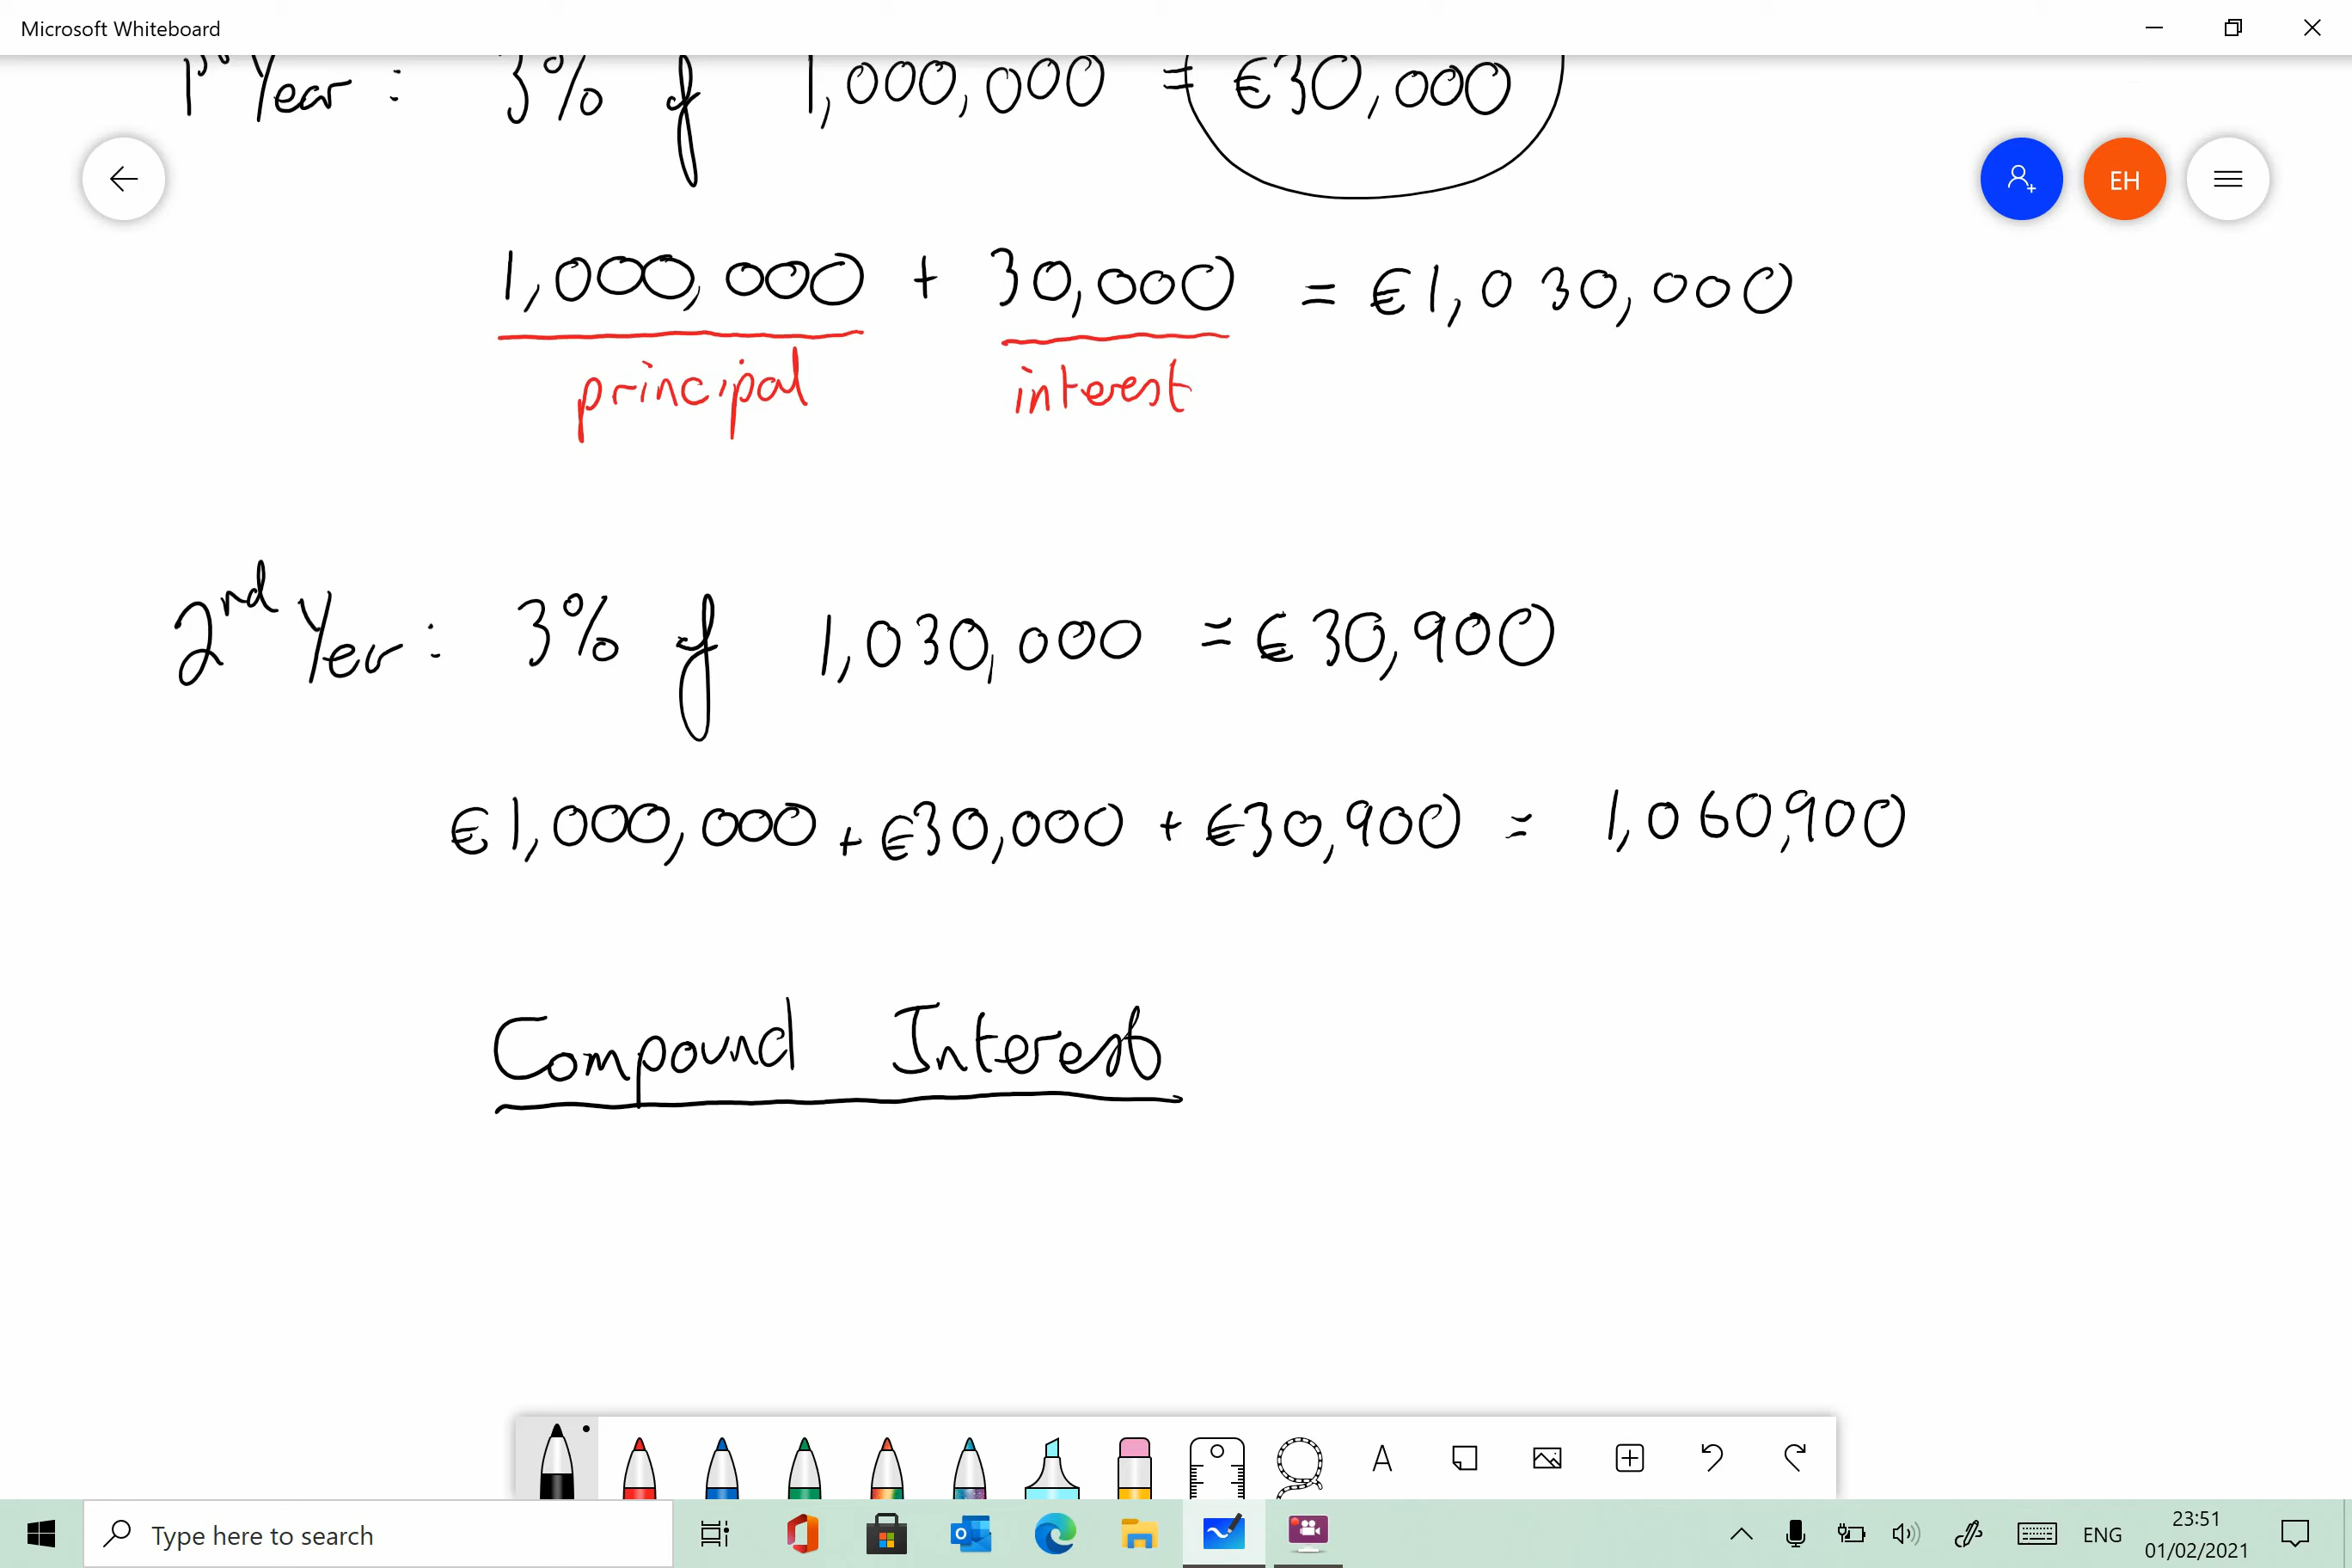 Microsoft Whiteboard
1st Year : 3% of 1,000,000 = €30,000
EH
1,000,000 + 30,000 = €1,030,000
principal interest
2nd Year : 3% of 1,030,000 = €30,900
€1,000,000 + €30,000 + €30,900 = 1,060,900
Compound Interest
A
Type here to search
ENG
23:51
01/02/2021